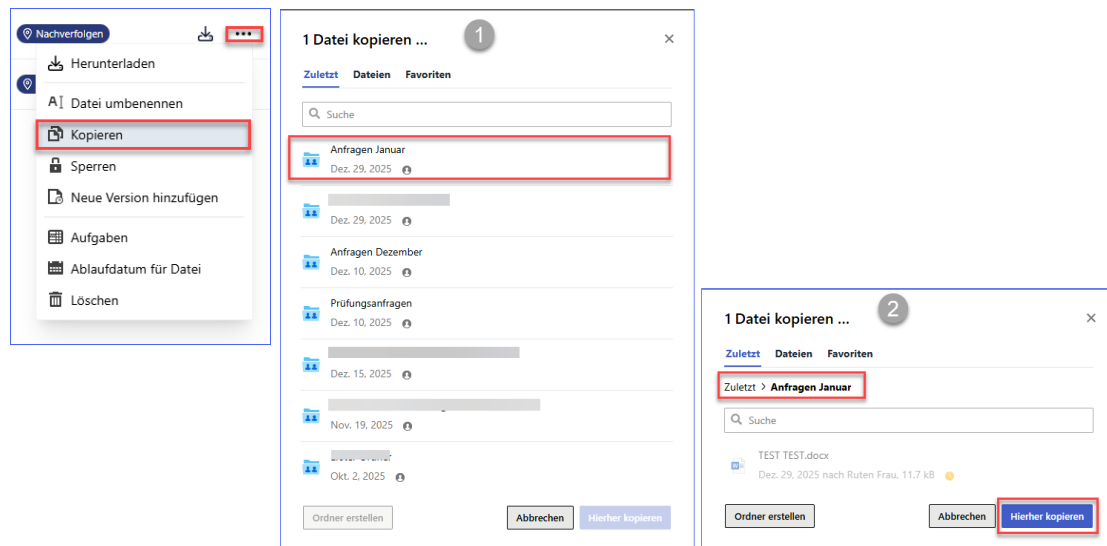 Nachverfolgen
Herunterladen
Datei umbenennen
Kopieren
Sperren
Neue Version hinzufügen
Aufgaben
Ablaufdatum für Datei
Löschen
1 Datei kopieren ...
1
Zuletzt Dateien Favoriten
Suche
Anfragen Januar
Dez. 29, 2025
Dez. 29, 2025
Anfragen Dezember
Dez. 10, 2025
Prüfungsanfragen
Dez. 10, 2025
Dez. 15, 2025
Nov. 19, 2025
Okt. 2, 2025
Ordner erstellen Abbrechen Hierher kopieren
1 Datei kopieren ...
2
Zuletzt Dateien Favoriten
Zuletzt > Anfragen Januar
Suche
TEST TEST.docx
Dez. 29, 2025 nach Ruten Frau, 11.7 kB
Ordner erstellen Abbrechen Hierher kopieren